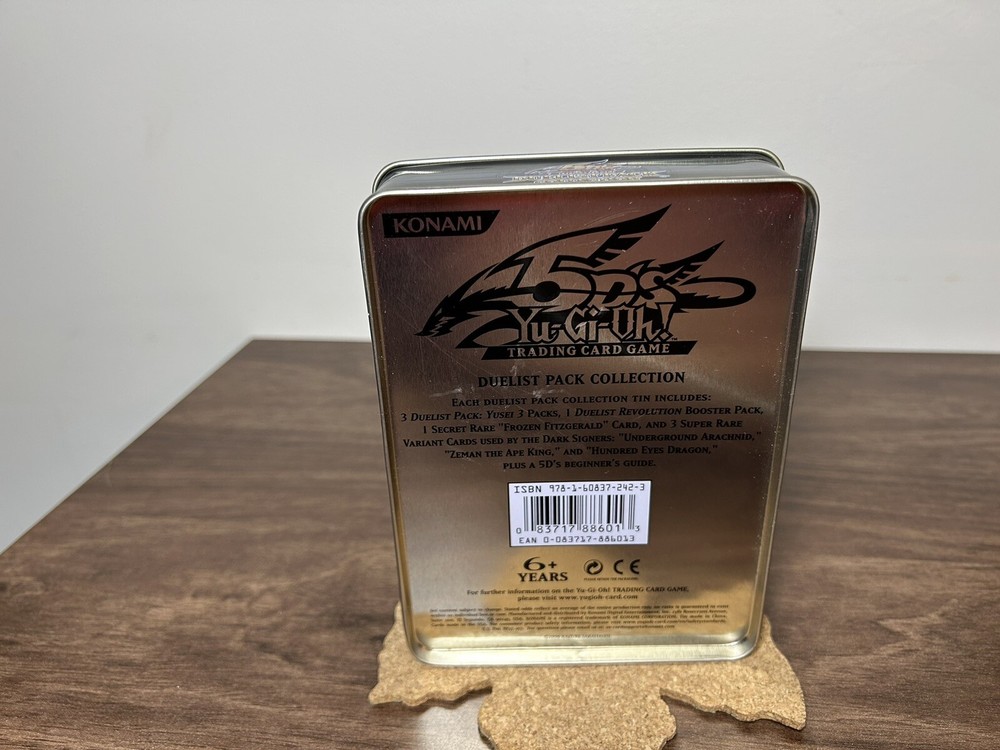 KONAMI
5D's
Yu-Gi-Oh!
TRADING CARD GAME
DUELIST PACK COLLECTION
EACH DUELIST PACK COLLECTION TIN INCLUDES:
3 DUELIST PACK: YUSEI 3 PACKS, 1 DUELIST REVOLUTION BOOSTER PACK,
1 SECRET RARE "FROZEN FITZGERALD" CARD, AND 3 SUPER RARE
VARIANT CARDS USED BY THE DARK SIGNERS: "UNDERGROUND ARACHNID,"
"ZEMAN THE APE KING," AND "HUNDRED EYES DRAGON,"
PLUS A 5D'S BEGINNER'S GUIDE.
ISBN 978-1-60837-242-3
0 83717 88601 3
EAN 0-083717-886013
6+
YEARS
CE
For further information on the Yu-Gi-Oh! TRADING CARD GAME,
please visit www.yugioh-card.com